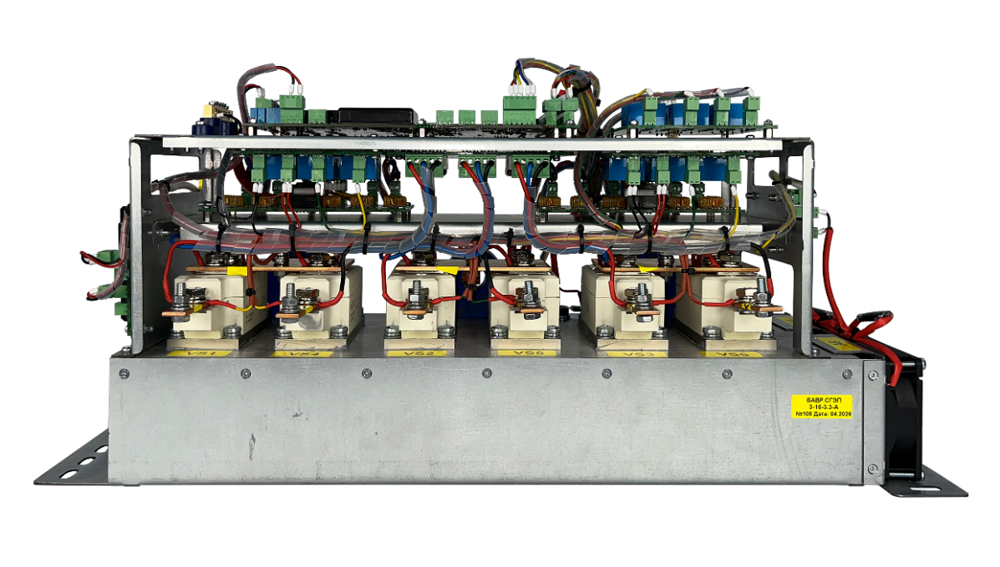 VS1
VS4
VS2
VS5
VS3
VS6
БАВР.СГЭП
3-16-3.3-А
№108 Дата: 04.2026